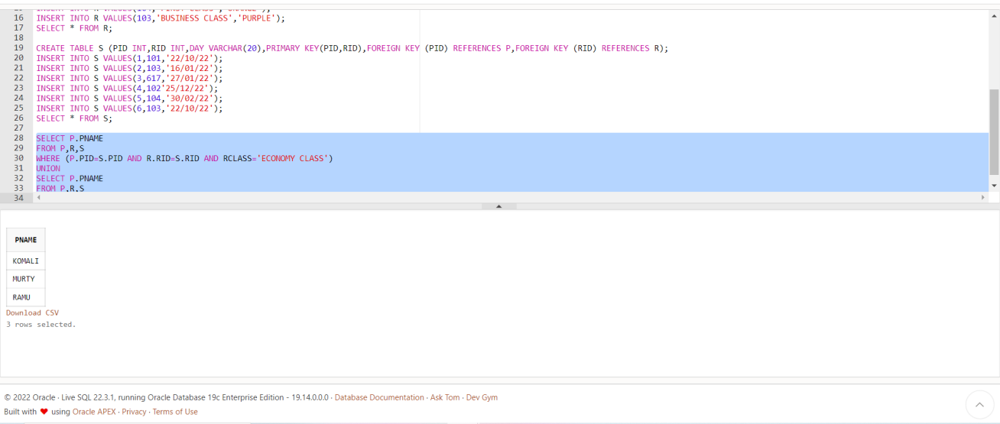 16 INSERT INTO R VALUES(103,'BUSINESS CLASS','PURPLE');
17 SELECT * FROM R;
18
19 CREATE TABLE S (PID INT,RID INT,DAY VARCHAR(20),PRIMARY KEY(PID,RID),FOREIGN KEY (PID) REFERENCES P,FOREIGN KEY (RID) REFERENCES R);
20 INSERT INTO S VALUES(1,101,'22/10/22');
21 INSERT INTO S VALUES(2,103,'16/01/22');
22 INSERT INTO S VALUES(3,617,'27/01/22');
23 INSERT INTO S VALUES(4,102'25/12/22');
24 INSERT INTO S VALUES(5,104,'30/02/22');
25 INSERT INTO S VALUES(6,103,'22/10/22');
26 SELECT * FROM S;
27
28 SELECT P.PNAME
29 FROM P,R,S
30 WHERE (P.PID=S.PID AND R.RID=S.RID AND RCLASS='ECONOMY CLASS')
31 UNION
32 SELECT P.PNAME
33 FROM P,R,S
34
PNAME
KOMALI
MURTY
RAMU
Download CSV
3 rows selected.
© 2022 Oracle · Live SQL 22.3.1, running Oracle Database 19c Enterprise Edition - 19.14.0.0.0 · Database Documentation · Ask Tom · Dev Gym
Built with ❤ using Oracle APEX · Privacy · Terms of Use